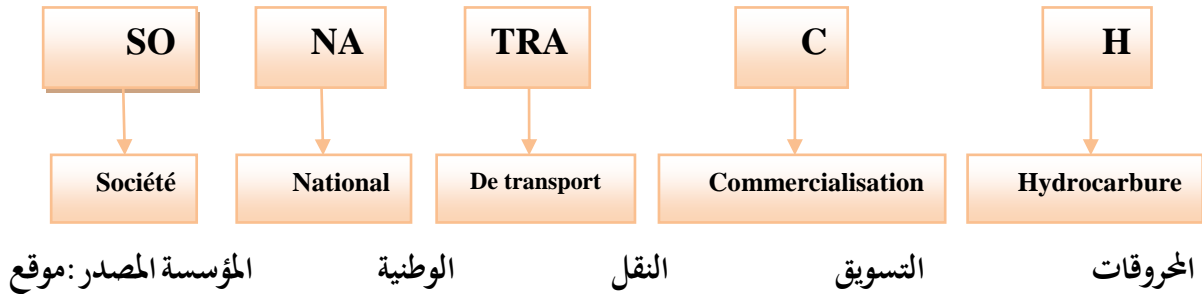 SO NA TRA C H
Société National De transport Commercialisation Hydrocarbure
المحروقات التسويق النقل الوطنية المؤسسة المصدر :موقع